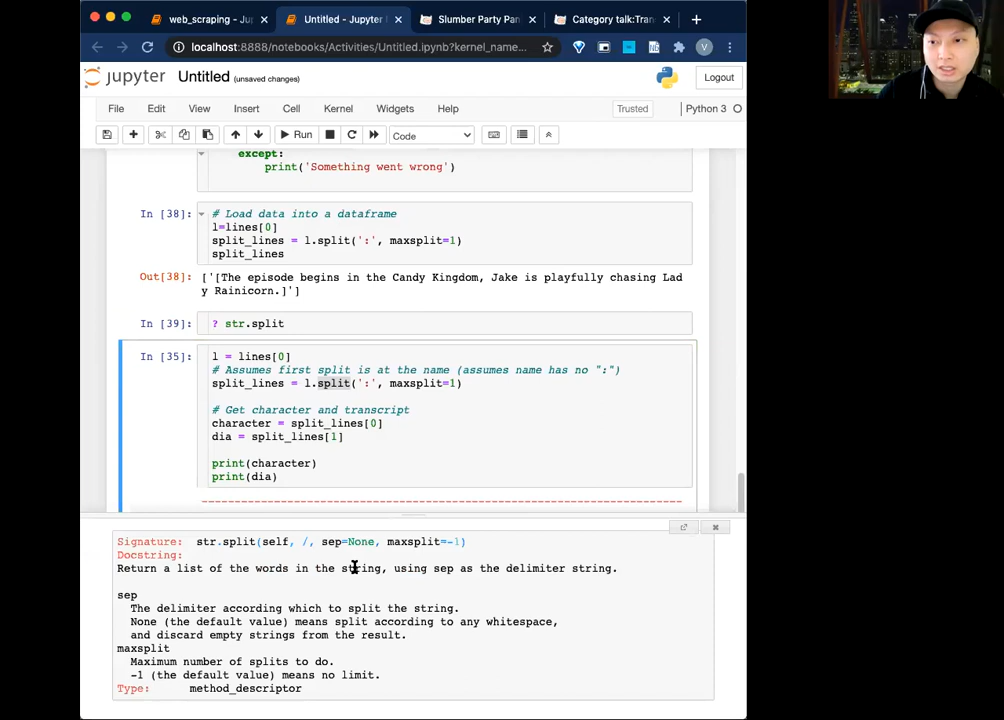 web_scraping - Ju
Untitled - Jupyter
Slumber Party Pan
Category talk:Tran
localhost:8888/notebooks/Activities/Untitled.ipynb?kernel_name...
V
jupyter Untitled (unsaved changes)
Logout
File Edit View Insert Cell Kernel Widgets Help
Trusted
Python 3
Run
Code
except:
print('Something went wrong')
In [38]:
# Load data into a dataframe
l=lines[0]
split_lines = l.split(':', maxsplit=1)
split_lines
Out[38]: ['[The episode begins in the Candy Kingdom, Jake is playfully chasing Lad
y Rainicorn.]']
In [39]: ? str.split
In [35]: l = lines[0]
# Assumes first split is at the name (assumes name has no ":")
split_lines = l.split(':', maxsplit=1)
# Get character and transcript
character = split_lines[0]
dia = split_lines[1]
print(character)
print(dia)
Signature: str.split(self, /, sep=None, maxsplit=-1)
Docstring:
Return a list of the words in the string, using sep as the delimiter string.
sep
The delimiter according which to split the string.
None (the default value) means split according to any whitespace,
and discard empty strings from the result.
maxsplit
Maximum number of splits to do.
-1 (the default value) means no limit.
Type: method_descriptor